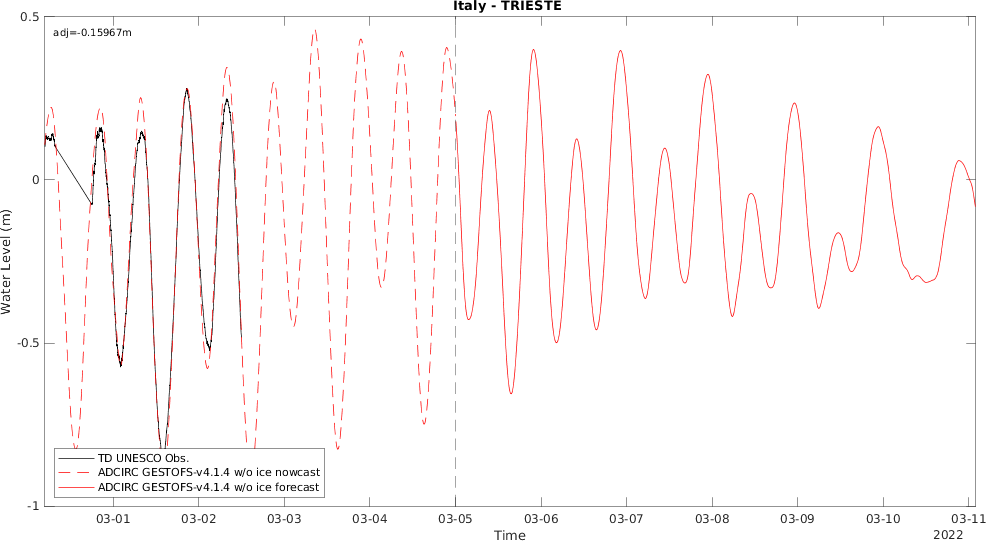 Italy - TRIESTE
adj=-0.15967m
0.5
0
-0.5
-1
Water Level (m)
TD UNESCO Obs.
ADCIRC GESTOFS-v4.1.4 w/o ice nowcast
ADCIRC GESTOFS-v4.1.4 w/o ice forecast
03-01 03-02 03-03 03-04 03-05 03-06 03-07 03-08 03-09 03-10 03-11
Time
2022